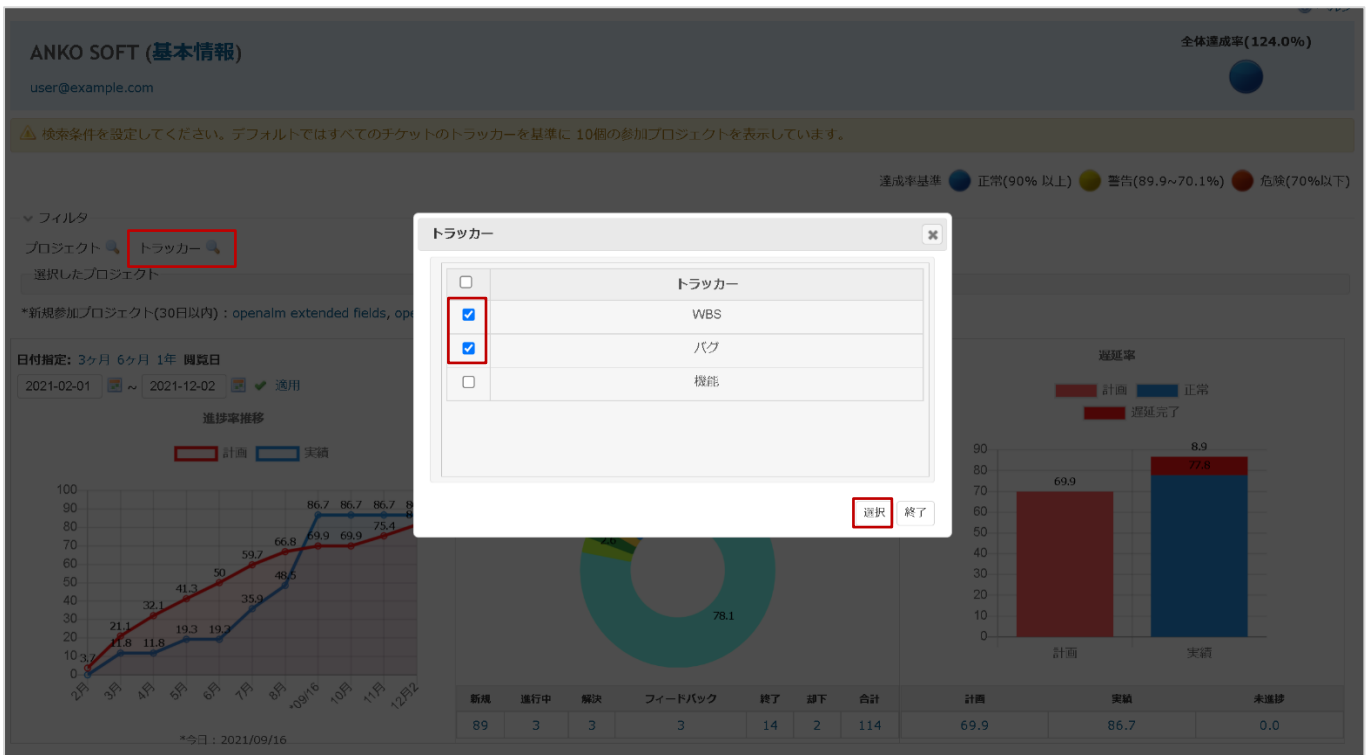 ANKO SOFT (基本情報)
全体達成率(124.0%)
user@example.com
検索条件を設定してください。デフォルトではすべてのチケットのトラッカーを基準に 10個の参加プロジェクトを表示しています。
達成率基準 正常(90% 以上) 警告(89.9~70.1%) 危険(70%以下)
フィルタ
プロジェクト トラッカー
選択したプロジェクト
*新規参加プロジェクト(30日以内) : openalm extended fields, ope
トラッカー
トラッカー
WBS
バグ
機能
選択 終了
日付指定: 3ヶ月 6ヶ月 1年 閲覧日
2021-02-01 ~ 2021-12-02 適用
進捗率推移
計画 実績
100
90
80
70
60
50
40
30
20
10
0
3.7 21.1 32.1 41.3 50 59.7 66.8 69.9 69.9 75.4
11.8 11.8 19.3 19.3 35.9 48.5 86.7 86.7 86.7
2月 3月 4月 5月 6月 7月 8月 *09/16 10月 11月 12月2
*今日 : 2021/09/16
2.6
78.1
新規 進行中 解決 フィードバック 終了 却下 合計
89 3 3 3 14 2 114
遅延率
計画 正常
遅延完了
90
80
70
60
50
40
30
20
10
0
69.9
8.9
77.8
計画 実績
計画 実績 未進捗
69.9 86.7 0.0